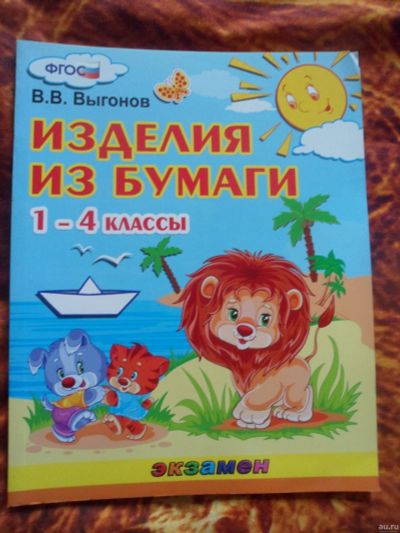 ФГОС
В.В. Выгонов
ИЗДЕЛИЯ
ИЗ БУМАГИ
1 – 4 КЛАССЫ
экзамен
au.ru